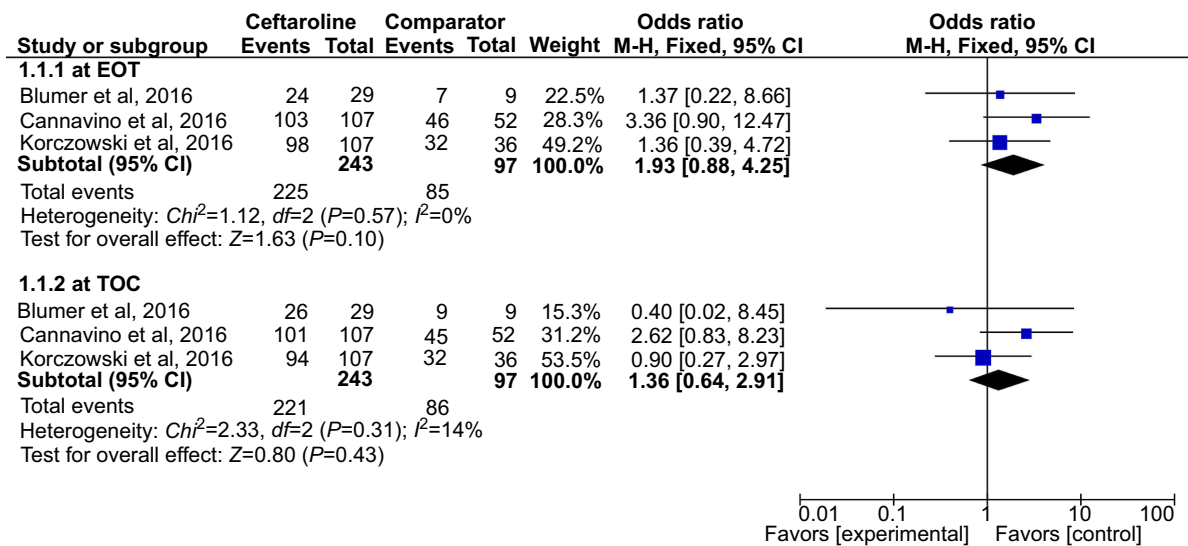 Ceftaroline Comparator Odds ratio Odds ratio
Study or subgroup Events Total Events Total Weight M-H, Fixed, 95% CI M-H, Fixed, 95% CI
1.1.1 at EOT
Blumer et al, 2016 24 29 7 9 22.5% 1.37 [0.22, 8.66]
Cannavino et al, 2016 103 107 46 52 28.3% 3.36 [0.90, 12.47]
Korczowski et al, 2016 98 107 32 36 49.2% 1.36 [0.39, 4.72]
Subtotal (95% CI) 243 97 100.0% 1.93 [0.88, 4.25]
Total events 225 85
Heterogeneity: Chi²=1.12, df=2 (P=0.57); I²=0%
Test for overall effect: Z=1.63 (P=0.10)
1.1.2 at TOC
Blumer et al, 2016 26 29 9 9 15.3% 0.40 [0.02, 8.45]
Cannavino et al, 2016 101 107 45 52 31.2% 2.62 [0.83, 8.23]
Korczowski et al, 2016 94 107 32 36 53.5% 0.90 [0.27, 2.97]
Subtotal (95% CI) 243 97 100.0% 1.36 [0.64, 2.91]
Total events 221 86
Heterogeneity: Chi²=2.33, df=2 (P=0.31); I²=14%
Test for overall effect: Z=0.80 (P=0.43)
0.01 0.1 1 10 100
Favors [experimental] Favors [control]